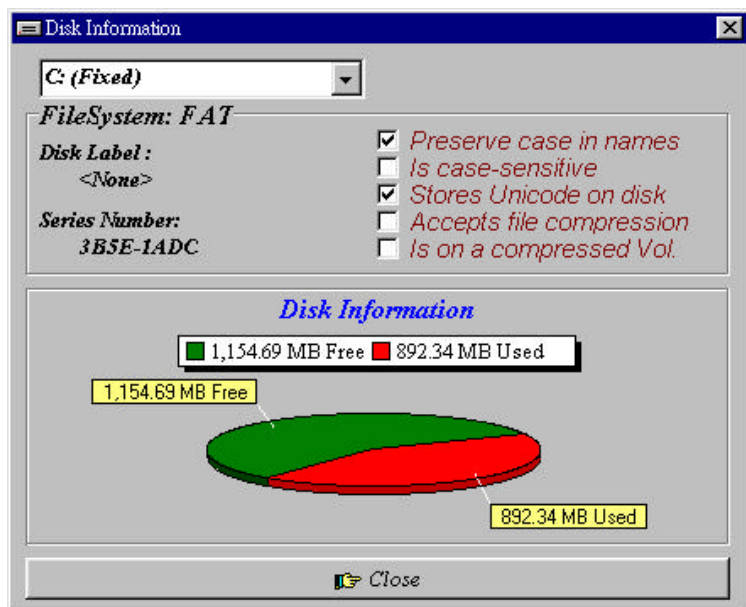 Disk Information
C: (Fixed)
FileSystem: FAT
Disk Label :
<None>
Series Number:
3B5E-1ADC
Preserve case in names
Is case-sensitive
Stores Unicode on disk
Accepts file compression
Is on a compressed Vol.
Disk Information
1,154.69 MB Free 892.34 MB Used
1,154.69 MB Free
892.34 MB Used
Close